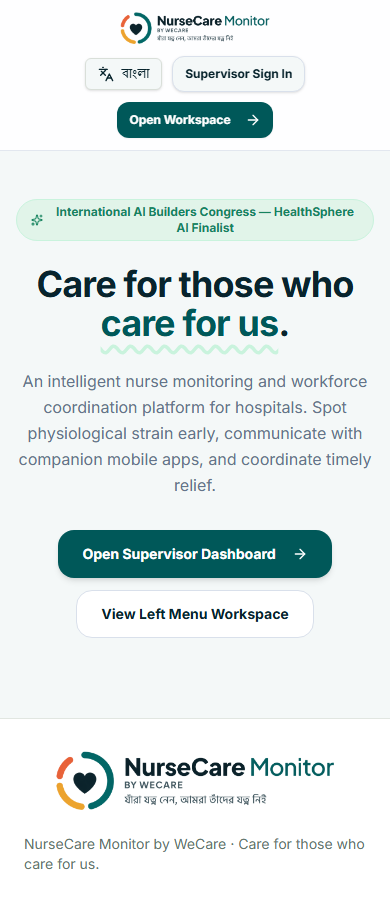 NurseCare Monitor
BY WECARE
যাঁরা যত্ন নেন, আমরা তাঁদের যত্ন নিই
বাংলা
Supervisor Sign In
Open Workspace
International AI Builders Congress — HealthSphere
AI Finalist
Care for those who
care for us.
An intelligent nurse monitoring and workforce
coordination platform for hospitals. Spot
physiological strain early, communicate with
companion mobile apps, and coordinate timely
relief.
Open Supervisor Dashboard
View Left Menu Workspace
NurseCare Monitor
BY WECARE
যাঁরা যত্ন নেন, আমরা তাঁদের যত্ন নিই
NurseCare Monitor by WeCare · Care for those who
care for us.